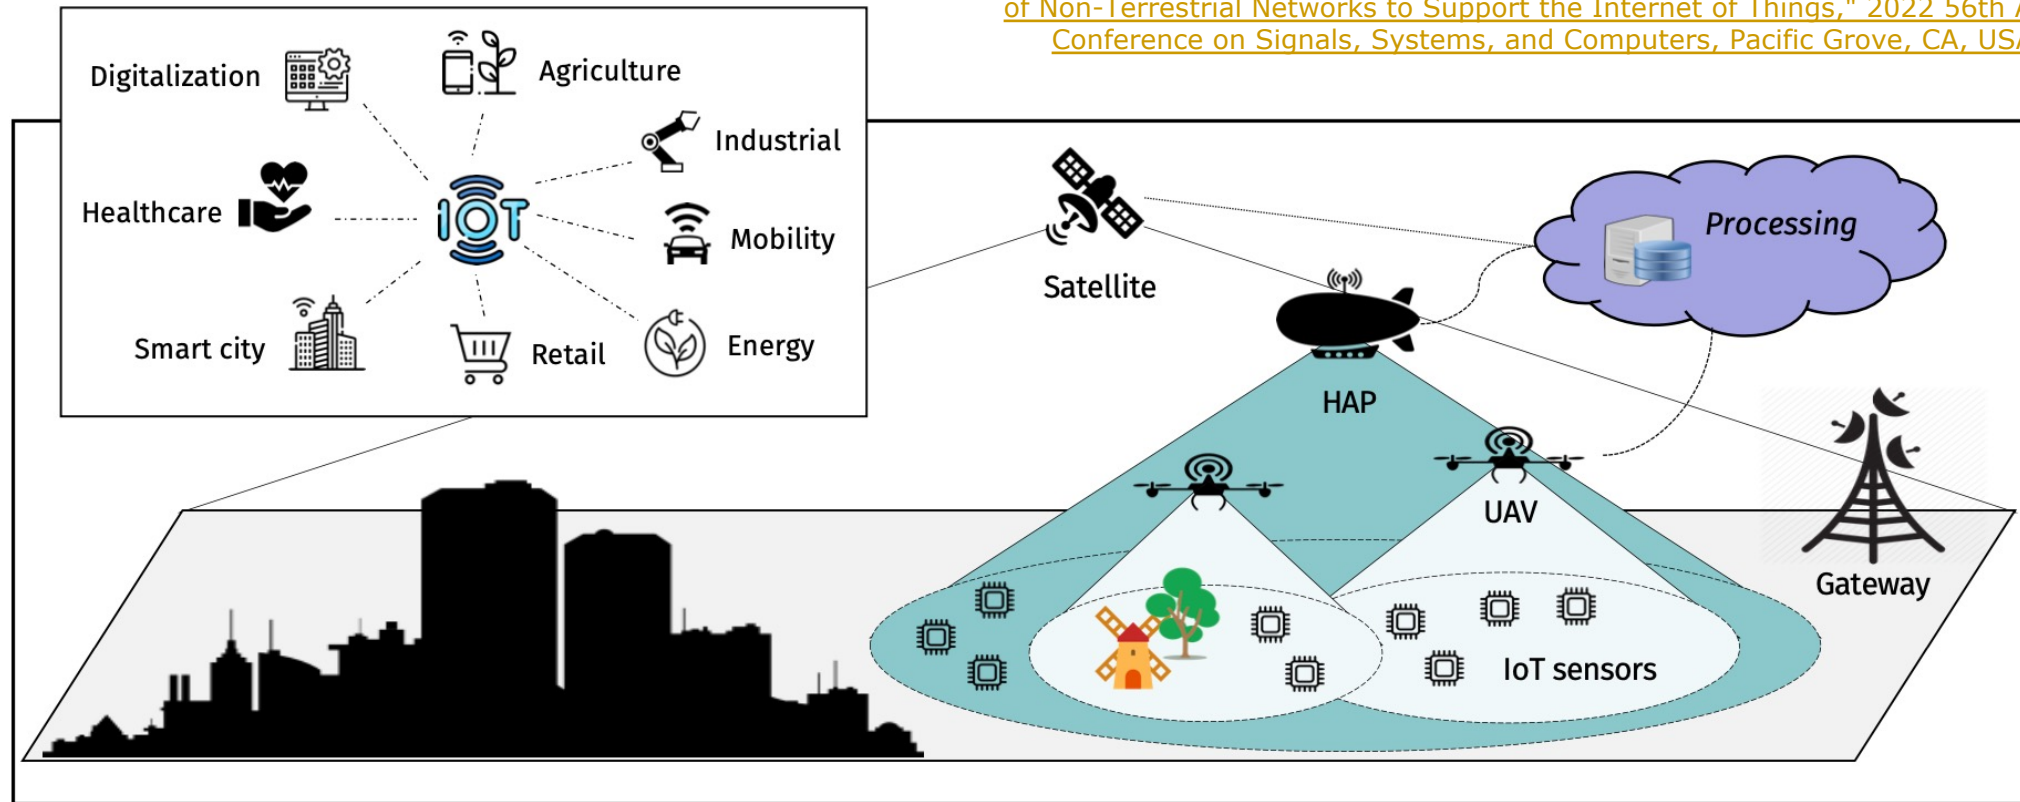 of Non-Terrestrial Networks to Support the Internet of Things," 2022 56th
Conference on Signals, Systems, and Computers, Pacific Grove, CA,
Digitalization
Agriculture
Industrial
Healthcare
IOT
Mobility
Smart city
Retail
Energy
Satellite
Processing
HAP
UAV
Gateway
IoT sensors